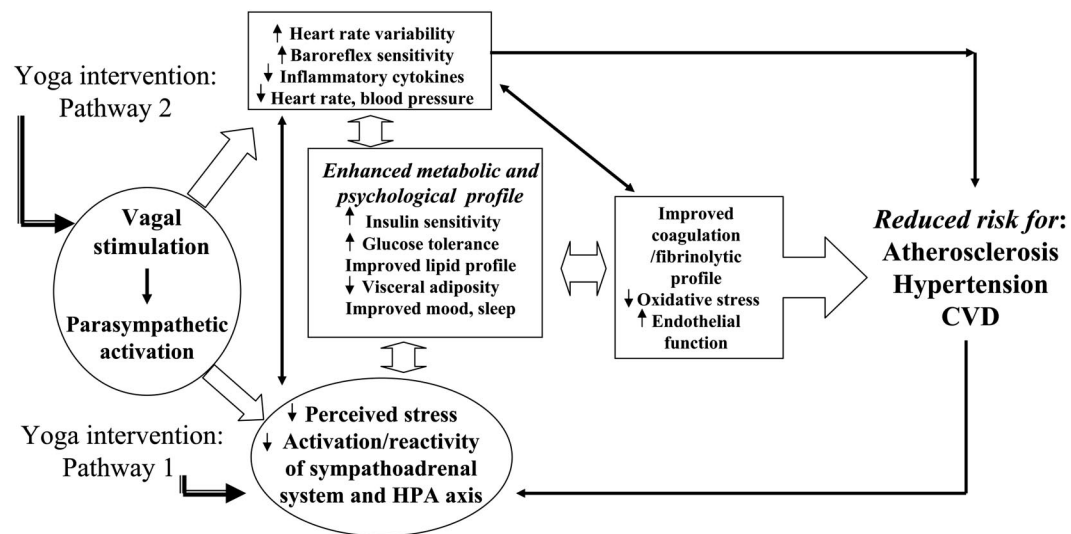 ↑ Heart rate variability
↑ Baroreflex sensitivity
↓ Inflammatory cytokines
↓ Heart rate, blood pressure
Yoga intervention:
Pathway 2
Enhanced metabolic and
psychological profile
↑ Insulin sensitivity
↑ Glucose tolerance
Improved lipid profile
↓ Visceral adiposity
Improved mood, sleep
Vagal
stimulation
Parasympathetic
activation
Improved
coagulation
/fibrinolytic
profile
↓ Oxidative stress
↑ Endothelial
function
Reduced risk for:
Atherosclerosis
Hypertension
CVD
Yoga intervention:
Pathway 1
↓ Perceived stress
↓ Activation/reactivity
of sympathoadrenal
system and HPA axis